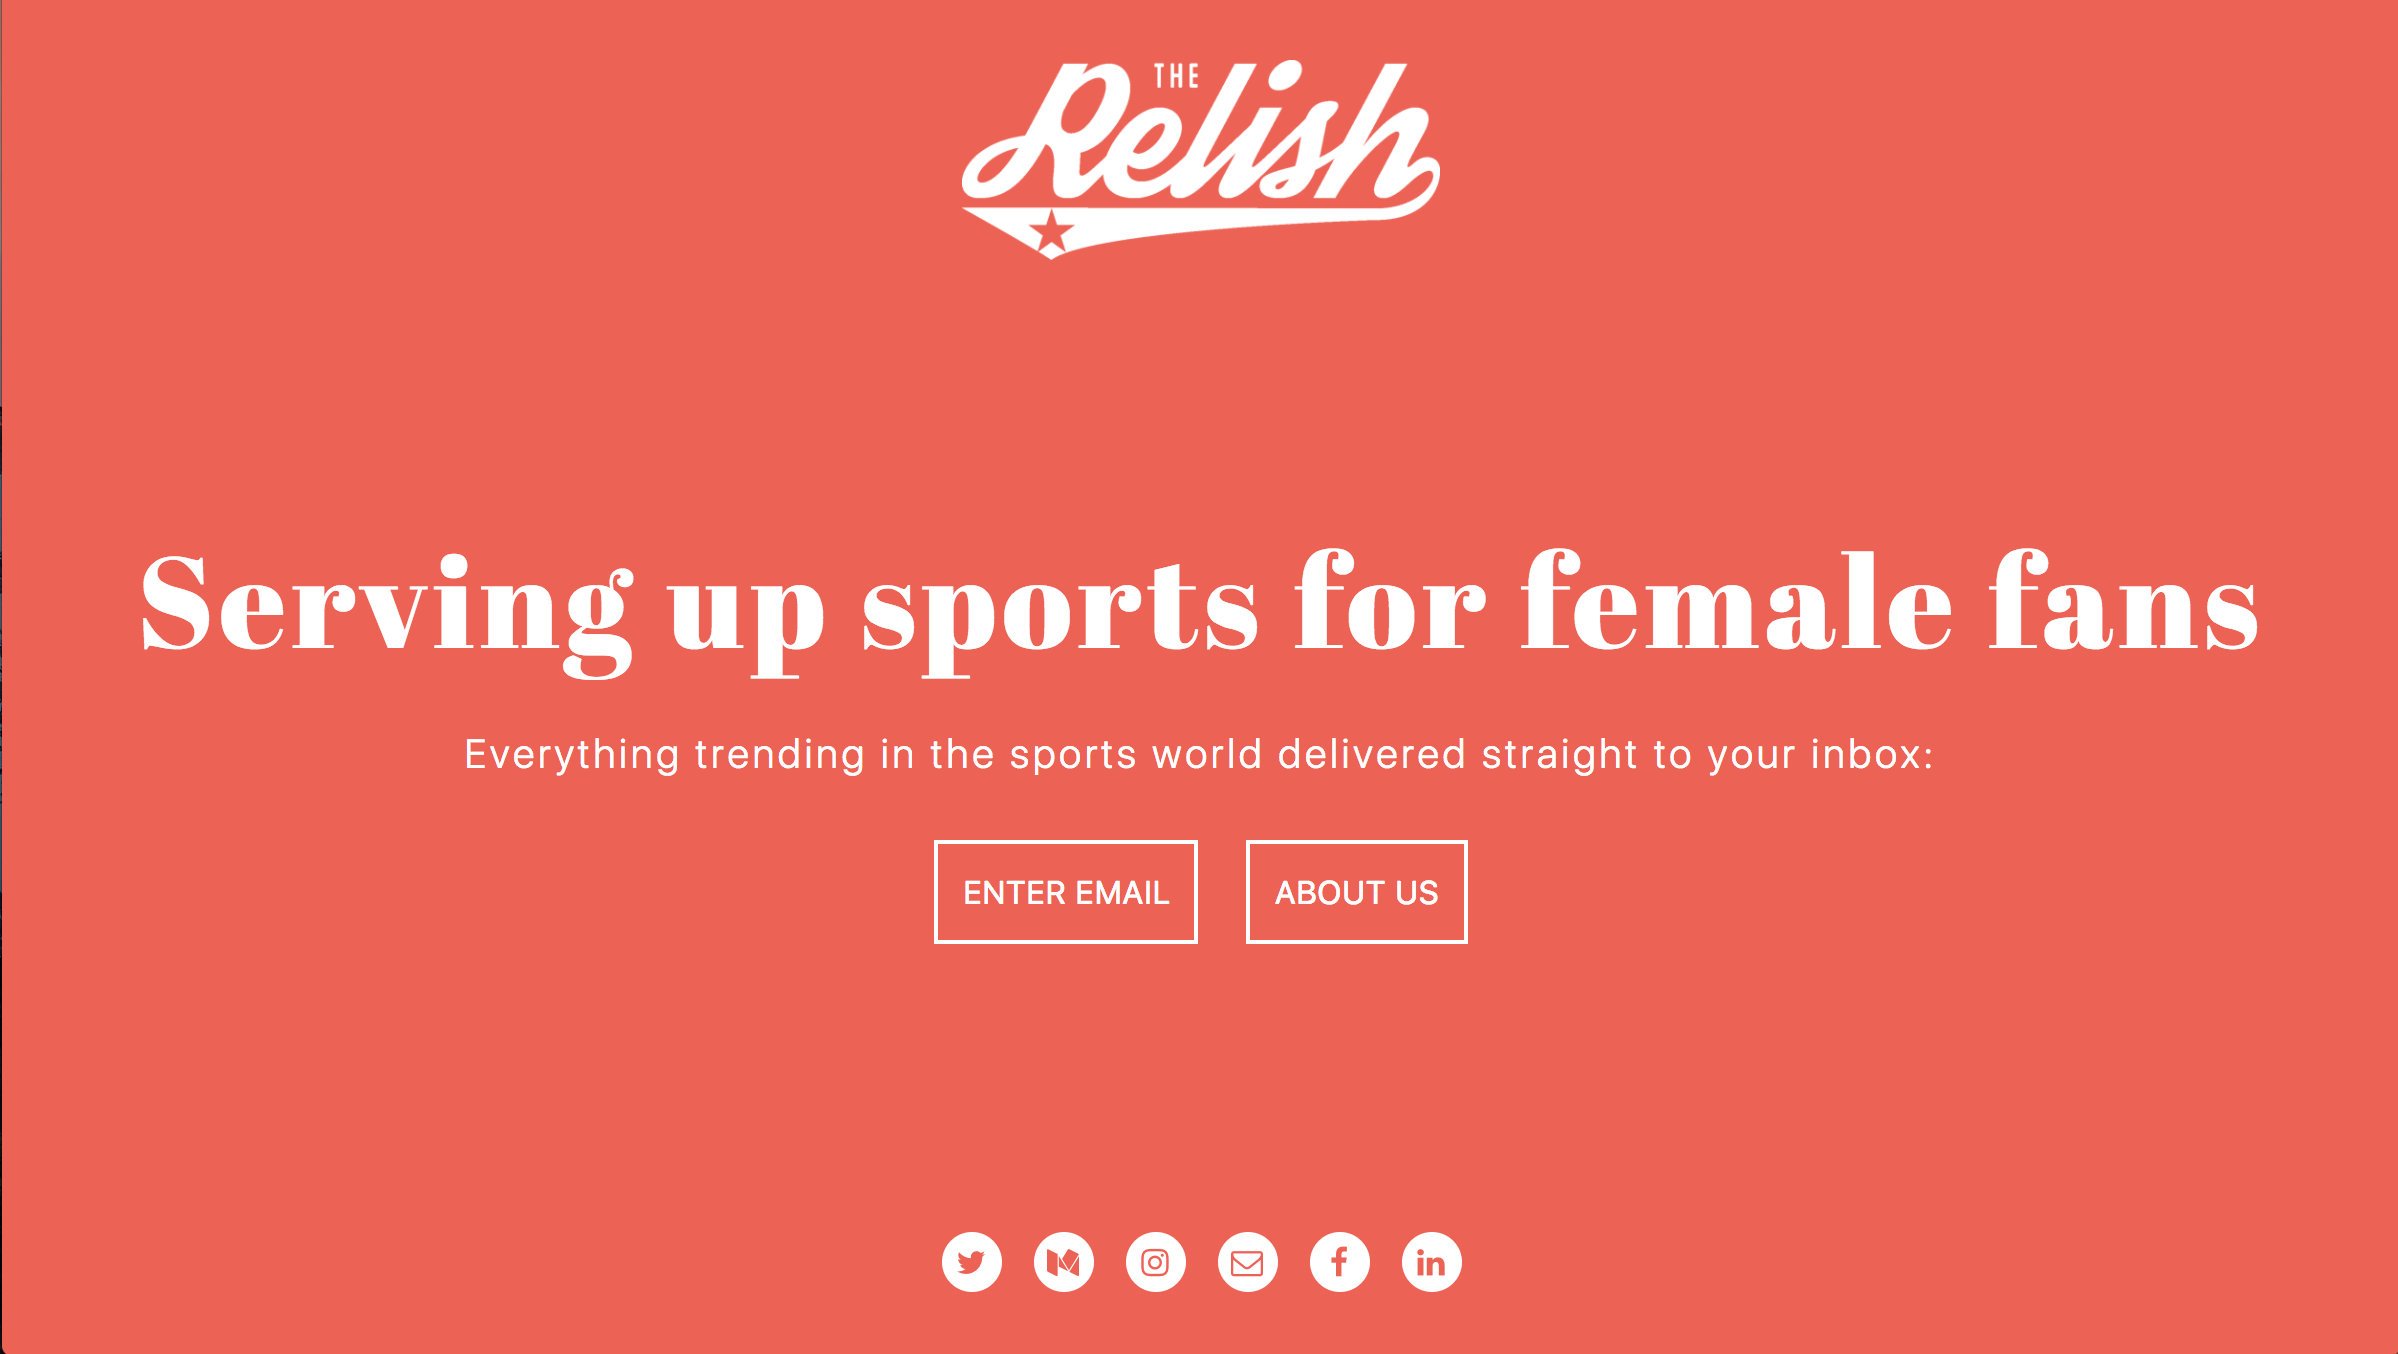 THE
Relish
Serving up sports for female fans
Everything trending in the sports world delivered straight to your inbox:
ENTER EMAIL ABOUT US